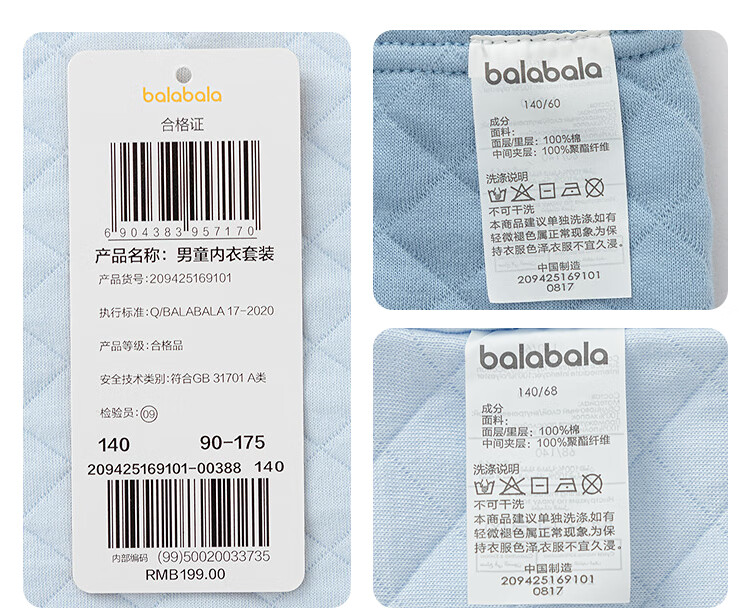 balabala
合格证
6 904383 957170
产品名称: 男童内衣套装
产品货号:209425169101
执行标准:Q/BALABALA 17-2020
产品等级:合格品
安全技术类别:符合GB 31701 A类
检验员:09
140 90-175
209425169101-00388 140
内部编码 (99)50020033735
RMB199.00
balabala
140/60
成分
面料:
面层/里层: 100%棉
中间夹层: 100%聚酯纤维
洗涤说明
不可干洗
本商品建议单独洗涤,如有
轻微褪色属正常现象,为保
持衣服色泽,衣服不宜久浸。
中国制造
209425169101
0817
balabala
140/68
成分
面料:
面层/里层: 100%棉
中间夹层: 100%聚酯纤维
洗涤说明
不可干洗
本商品建议单独洗涤,如有
轻微褪色属正常现象,为保
持衣服色泽,衣服不宜久浸。
中国制造
209425169101
0817